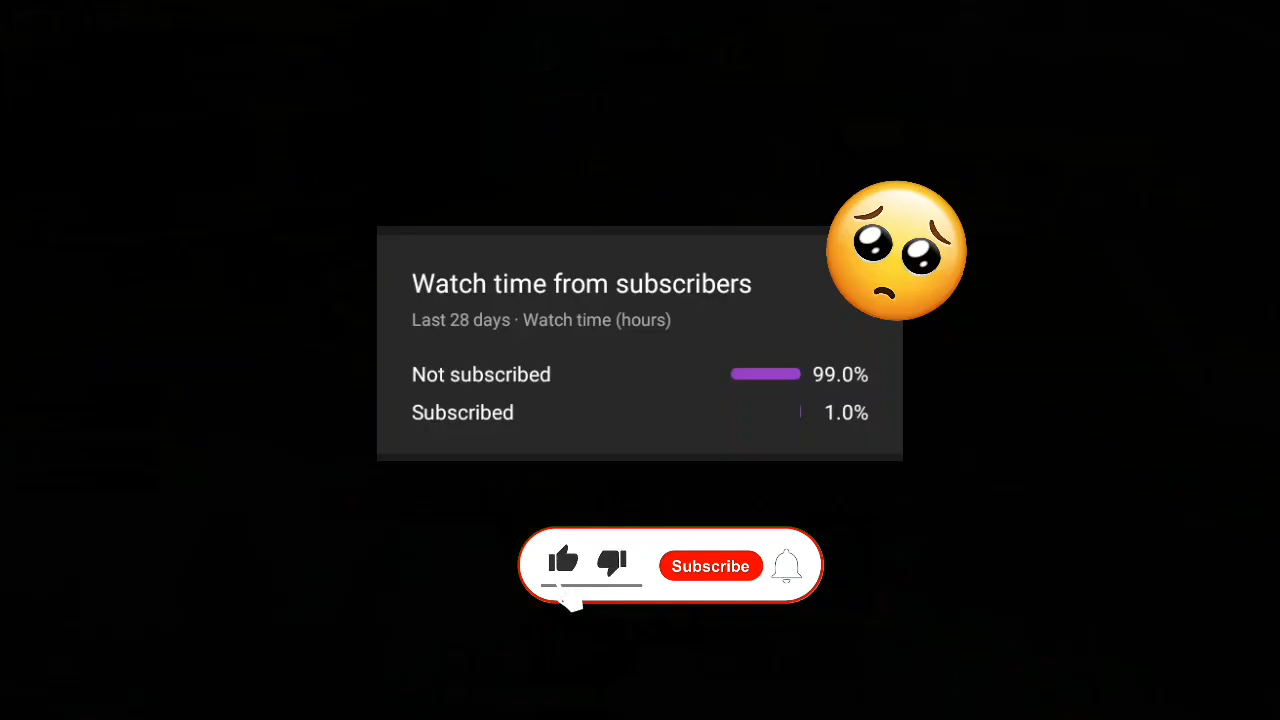 Watch time from subscribers
Last 28 days · Watch time (hours)
Not subscribed 99.0%
Subscribed 1.0%
Subscribe